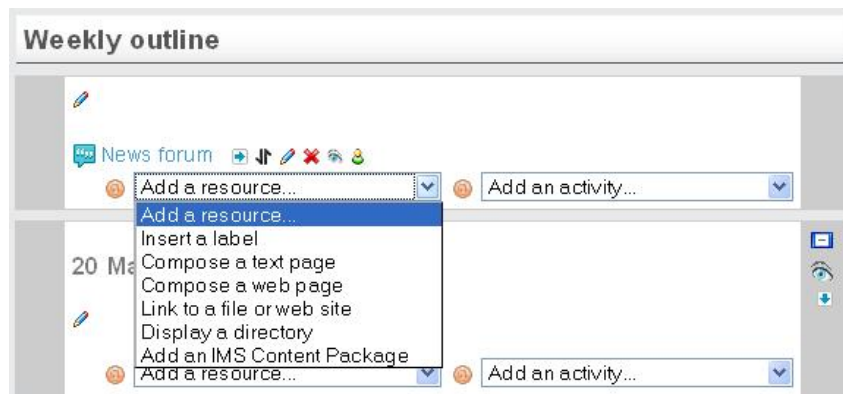 Weekly outline
News forum
Add a resource... Add an activity...
Add a resource...
Insert a label
Compose a text page
20 Ma
Compose a web page
Link to a file or web site
Display a directory
Add an IMS Content Package
Add a resource... Add an activity...